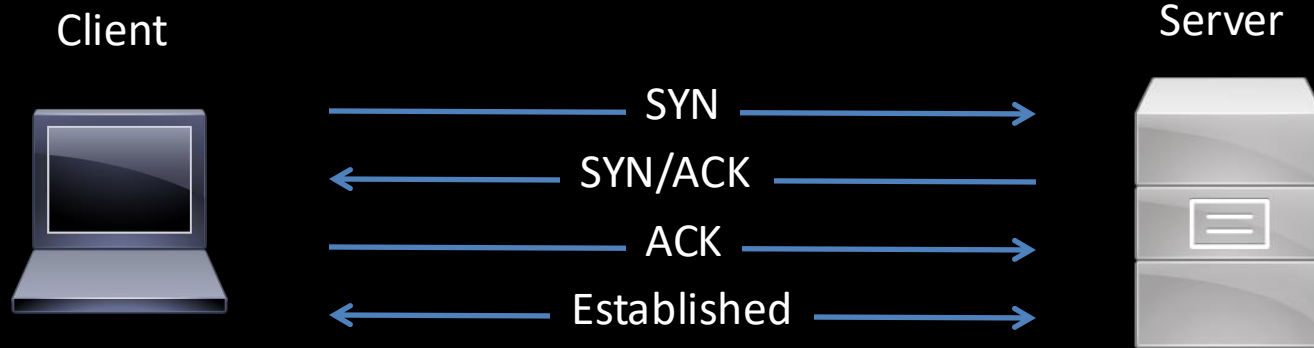 Client
Server
SYN
SYN/ACK
ACK
Established